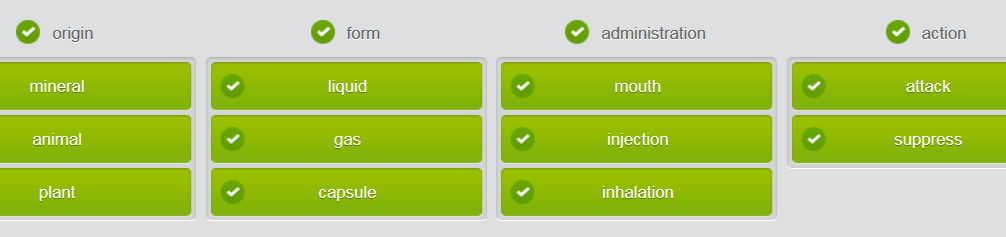 origin
form
administration
action
mineral
liquid
mouth
attack
animal
gas
injection
suppress
plant
capsule
inhalation